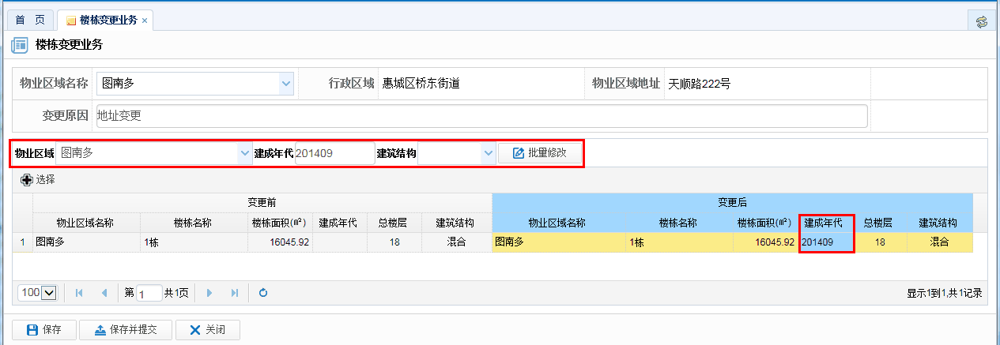 首 页 楼栋变更业务 ×
楼栋变更业务
物业区域名称 图南多 行政区域 惠城区桥东街道 物业区域地址 天顺路222号
变更原因 地址变更
物业区域 图南多 建成年代 201409 建筑结构 批量修改
选择
变更前 变更后
物业区域名称 楼栋名称 楼栋面积(㎡) 建成年代 总楼层 建筑结构 物业区域名称 楼栋名称 楼栋面积(㎡) 建成年代 总楼层 建筑结构
1 图南多 1栋 16045.92 18 混合 图南多 1栋 16045.92 201409 18 混合
100 第 1 共1页 显示1到1,共1记录
保存 保存并提交 关闭